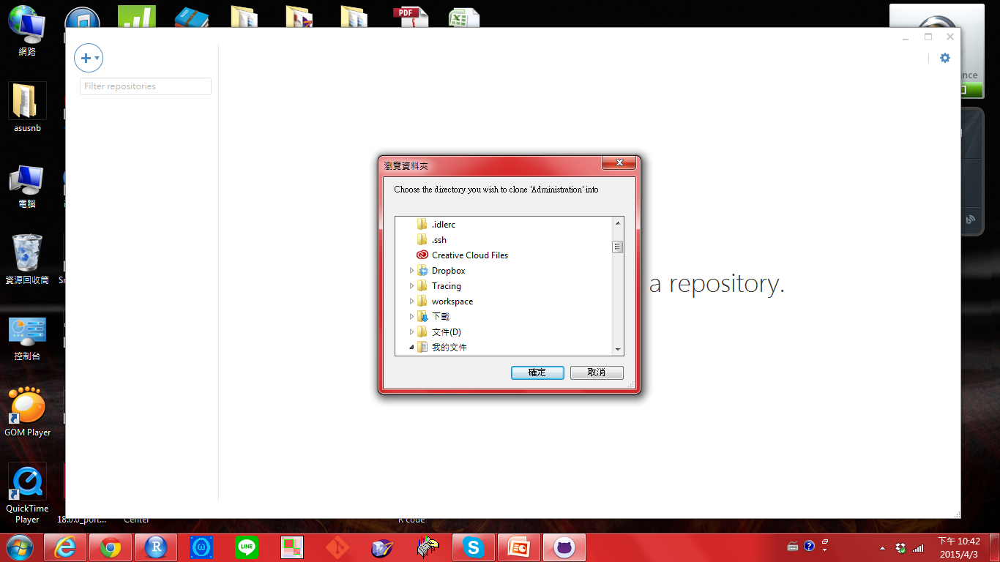 網路
asusnb
電腦
資源回收筒
控制台
GOM Player
QuickTime
Player
PDF
Filter repositories
瀏覽資料夾
Choose the directory you wish to clone 'Administration' into
.idlerc
.ssh
Creative Cloud Files
Dropbox
Tracing
workspace
下載
文件(D)
我的文件
確定
取消
a repository.
18.0.0_port...
Center
R code
LINE
下午 10:42
2015/4/3